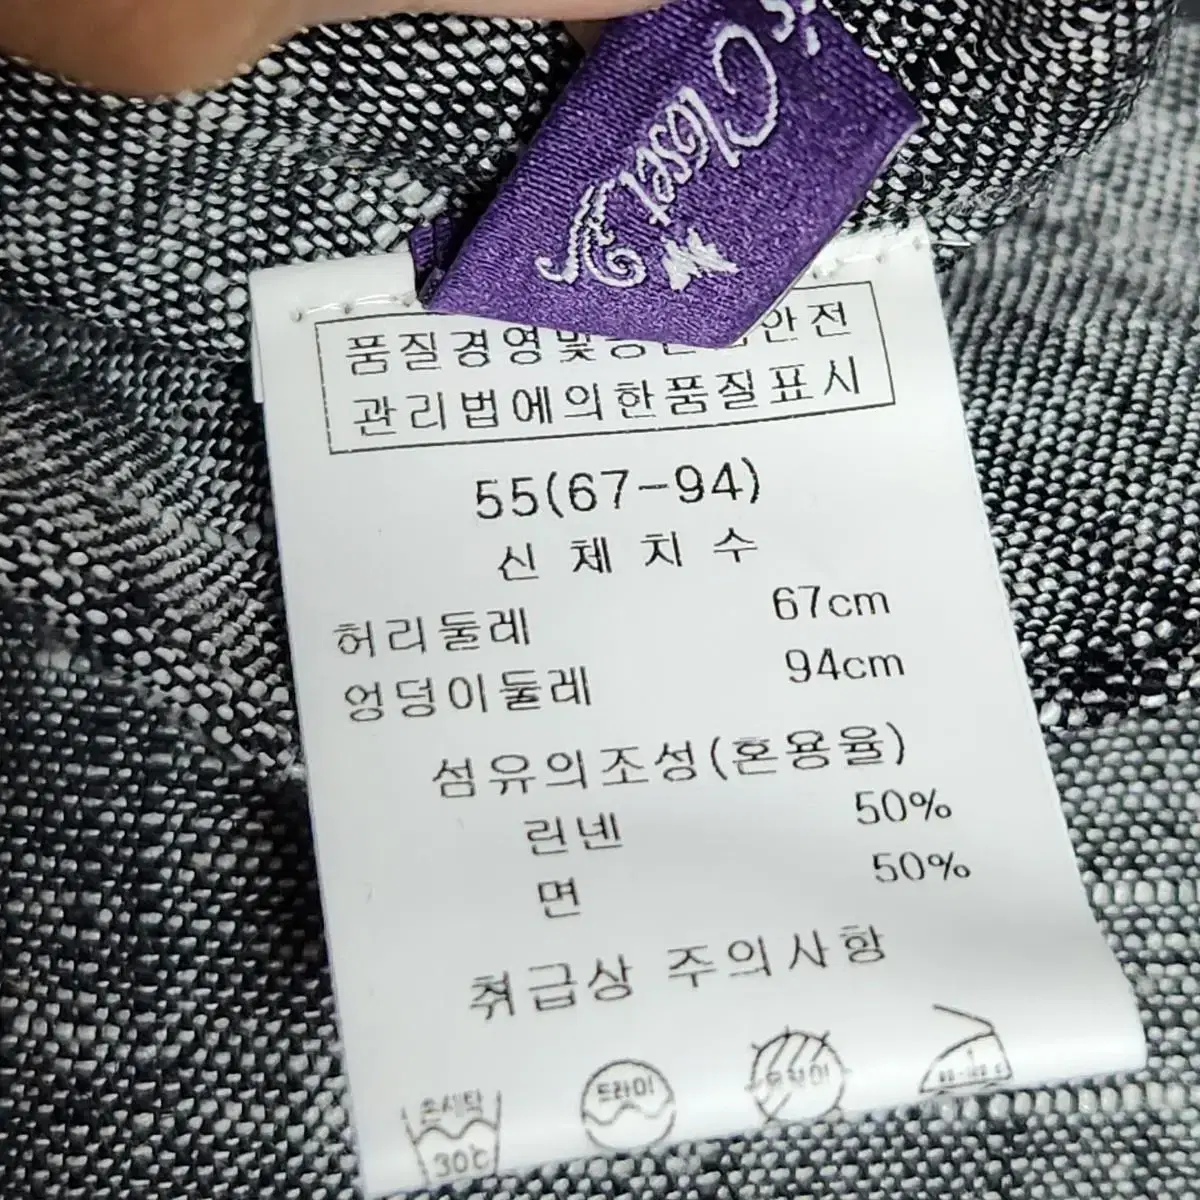 Closet
품질경영및공산품안전
관리법에의한품질표시
55(67-94)
신체치수
허리둘레 67cm
엉덩이둘레 94cm
섬유의조성(혼용율)
린넨 50%
면 50%
취급상 주의사항
손세탁 드라이
30℃